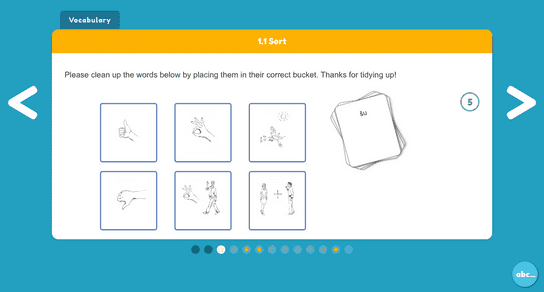 Vocabulary
1.1 Sort
Please clean up the words below by placing them in their correct bucket. Thanks for tidying up!
5
abc...